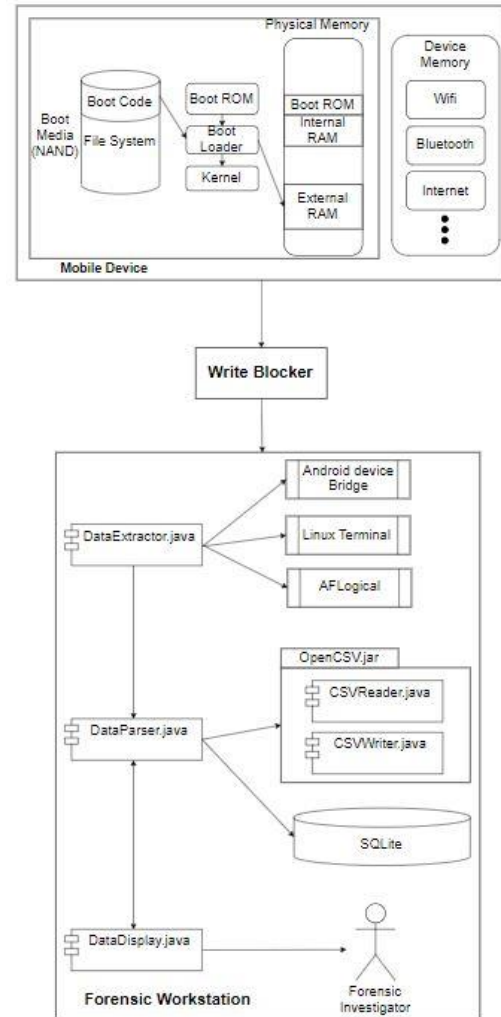 Physical Memory
Device
Memory
Boot Code
Boot ROM
Wifi
Boot
Media
(NAND)
File System
Boot
Loader
Boot ROM
Internal
RAM
Bluetooth
Kernel
External
RAM
Internet
Mobile Device
Write Blocker
Android device
Bridge
DataExtractor.java
Linux Terminal
AFLogical
OpenCSV.jar
CSVReader.java
DataParser.java
CSVWriter.java
SQLite
DataDisplay.java
Forensic
Investigator
Forensic Workstation